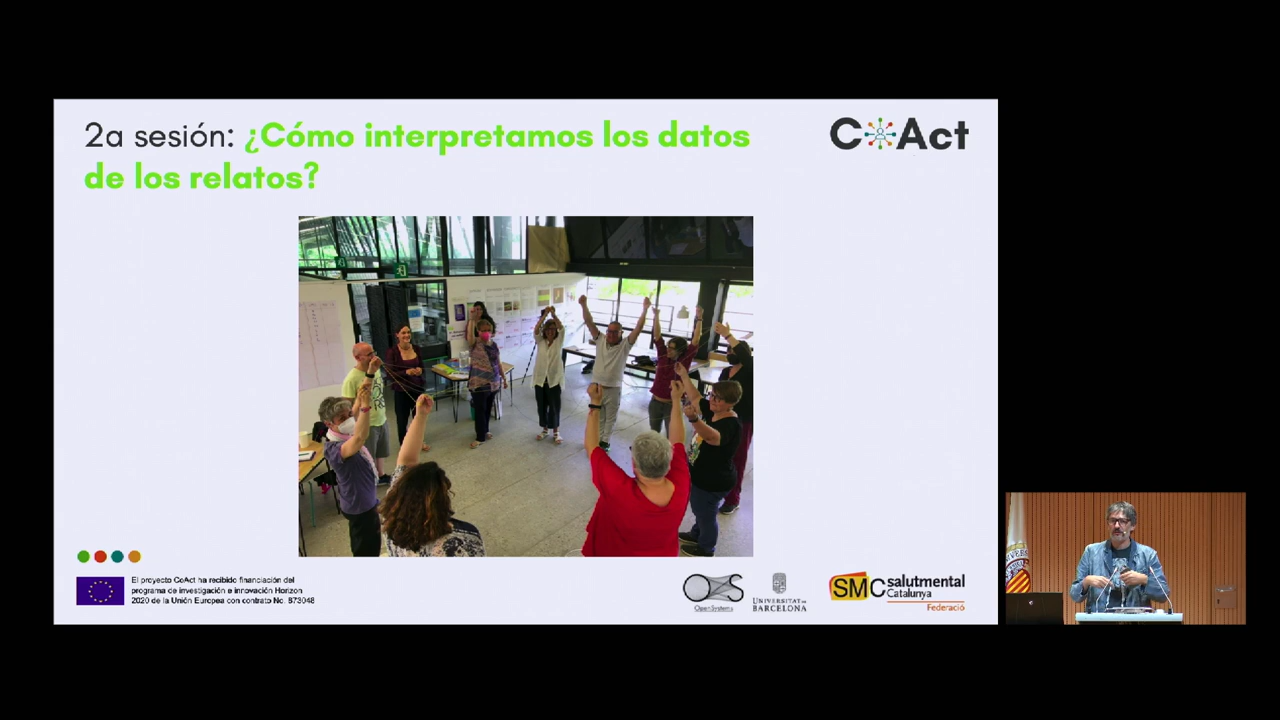 2a sesión: ¿Cómo interpretamos los datos
de los relatos?
CoAct
El proyecto CoAct ha recibido financiación del
programa de investigación e innovación Horizon
2020 de la Unión Europea con contrato No. 873048
OpenSystems
UNIVERSITAT DE
BARCELONA
SMC salutmental
Catalunya
Federació